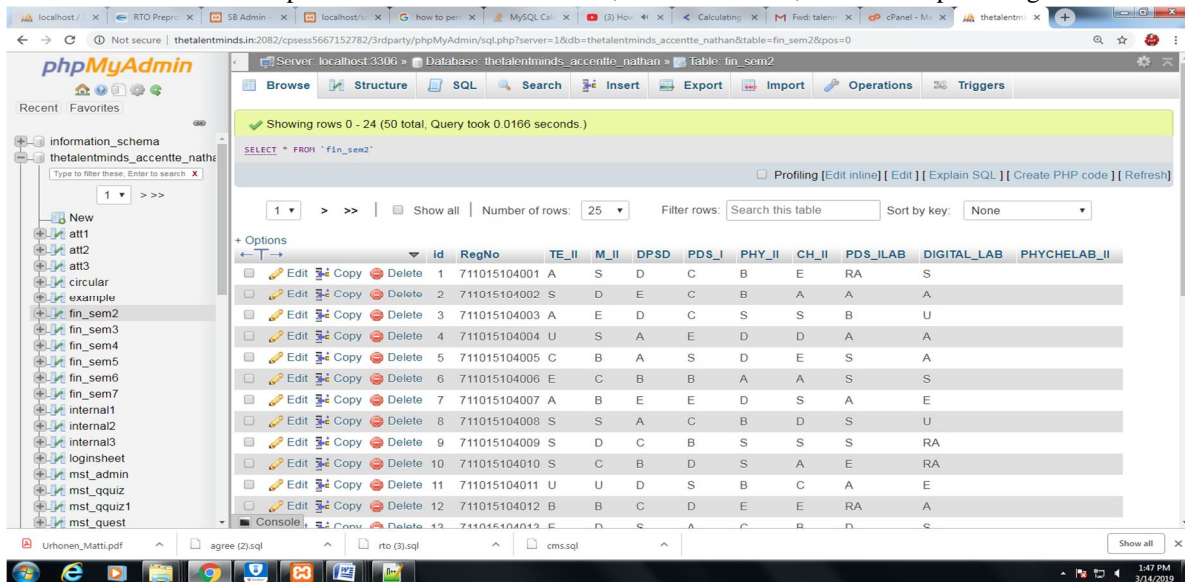 localhost / 
RTO Prepro
SB Admin -
localhost/sr
how to per
MySQL Calc
(3) How
Calculating
Fwd: talent
cPanel - M
thetalentmi
Not secure | thetalentminds.in:2082/cpsess5667152782/3rdparty/phpMyAdmin/sql.php?server=1&db=thetalentminds_accentte_nathan&table=fin_sem2&pos=0
phpMyAdmin
Recent Favorites
information_schema
thetalentminds_accentte_natha
Type to filter these, Enter to search X
1 > >>
New
att1
att2
att3
circular
example
fin_sem2
fin_sem3
fin_sem4
fin_sem5
fin_sem6
fin_sem7
internal1
internal2
internal3
loginsheet
mst_admin
mst_qquiz
mst_qquiz1
mst_quest
Server: localhost:3306 » Database: thetalentminds_accentte_nathan » Table: fin_sem2
Browse Structure SQL Search Insert Export Import Operations Triggers
Showing rows 0 - 24 (50 total, Query took 0.0166 seconds.)
SELECT * FROM `fin_sem2`
Profiling [Edit inline] [ Edit ] [ Explain SQL ] [ Create PHP code ] [ Refresh]
1 > >> | Show all | Number of rows: 25 Filter rows: Search this table Sort by key: None
+ Options
id RegNo TE_II M_II DPSD PDS_I PHY_II CH_II PDS_ILAB DIGITAL_LAB PHYCHELAB_II
Edit Copy Delete 1 711015104001 A S D C B E RA S
Edit Copy Delete 2 711015104002 S D E C B A A A
Edit Copy Delete 3 711015104003 A E D C S S B U
Edit Copy Delete 4 711015104004 U S A E D D A A
Edit Copy Delete 5 711015104005 C B A S D E S A
Edit Copy Delete 6 711015104006 E C B B A A S S
Edit Copy Delete 7 711015104007 A B E E D S A E
Edit Copy Delete 8 711015104008 S S A C B D S U
Edit Copy Delete 9 711015104009 S D C B S S S RA
Edit Copy Delete 10 711015104010 S C B D S A E RA
Edit Copy Delete 11 711015104011 U U D S B C A E
Edit Copy Delete 12 711015104012 B B C D E E RA A
Console Delete 13 711015104013
Urhonen_Matti.pdf
agree (2).sql
rto (3).sql
cms.sql
Show all
1:47 PM
3/14/2019